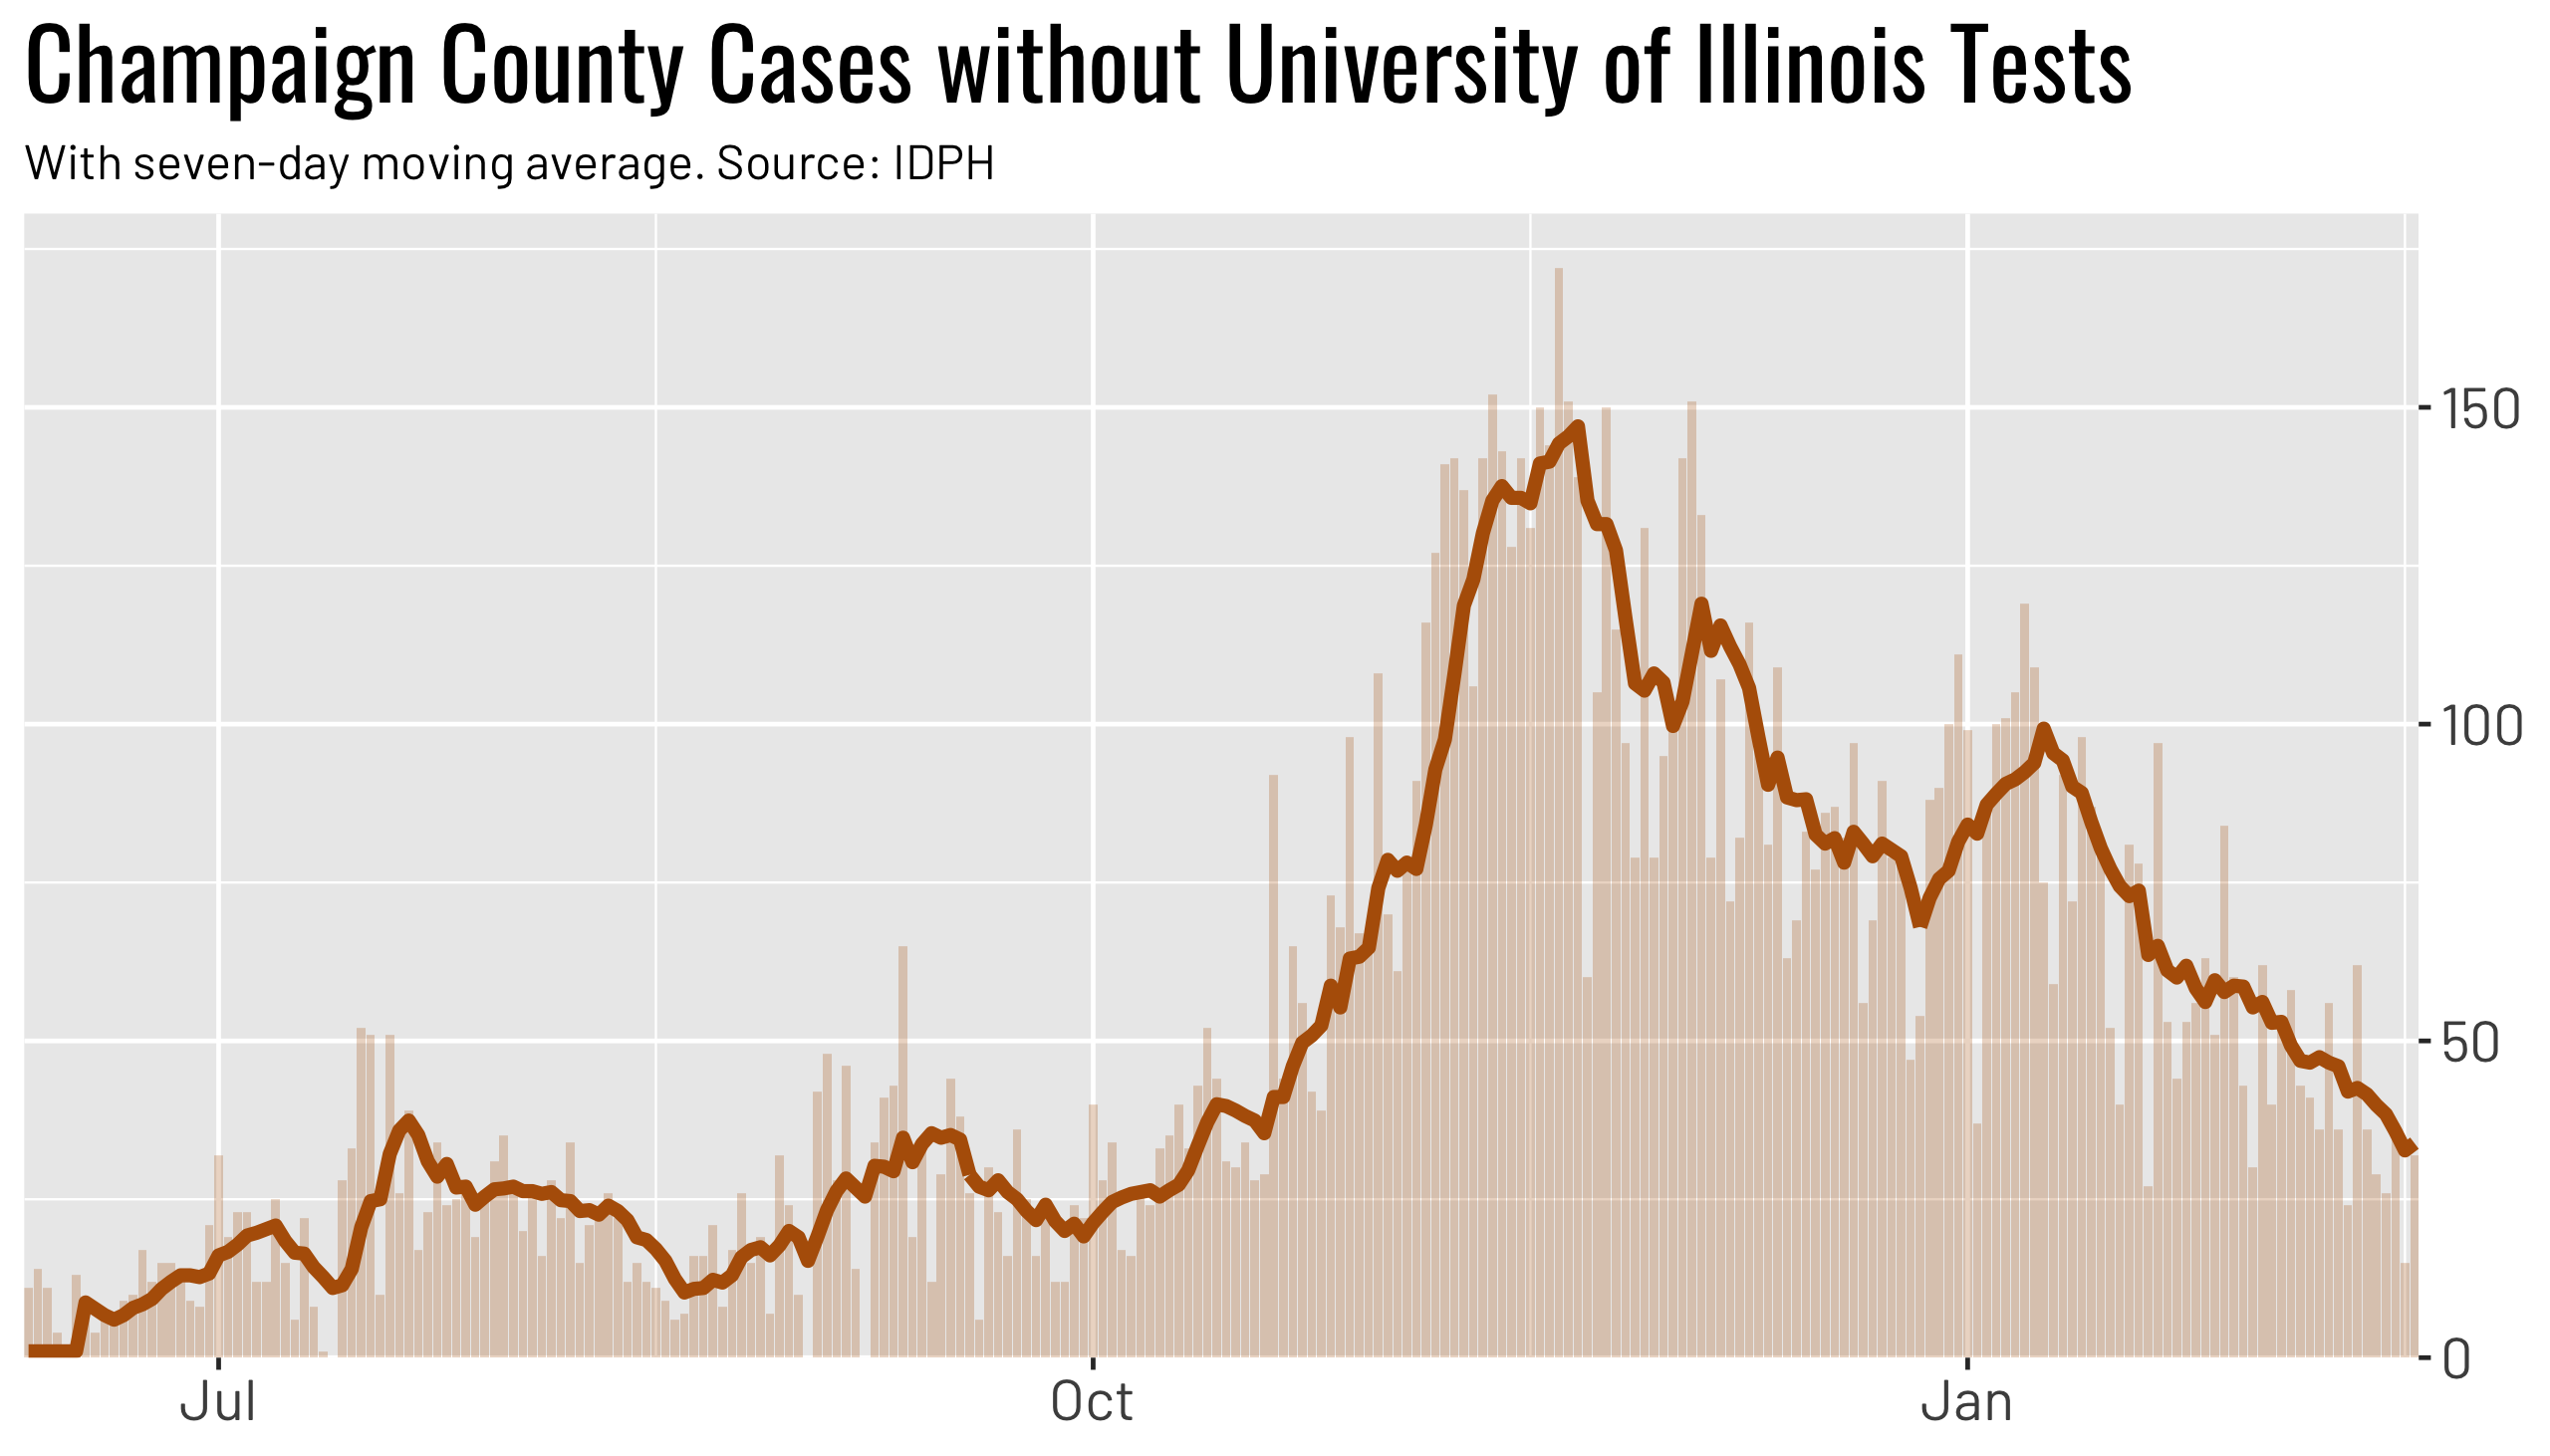 Champaign County Cases without University of Illinois Tests
With seven-day moving average. Source: IDPH
150
100
50
0
Jul Oct Jan